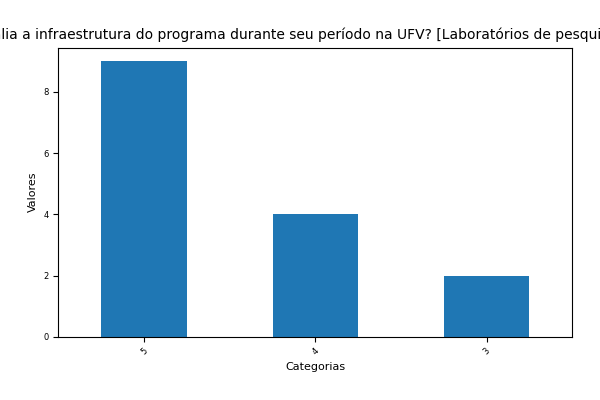 lia a infraestrutura do programa durante seu período na UFV? [Laboratórios de pesqui
Valores
8
6
4
2
0
5
4
3
Categorias